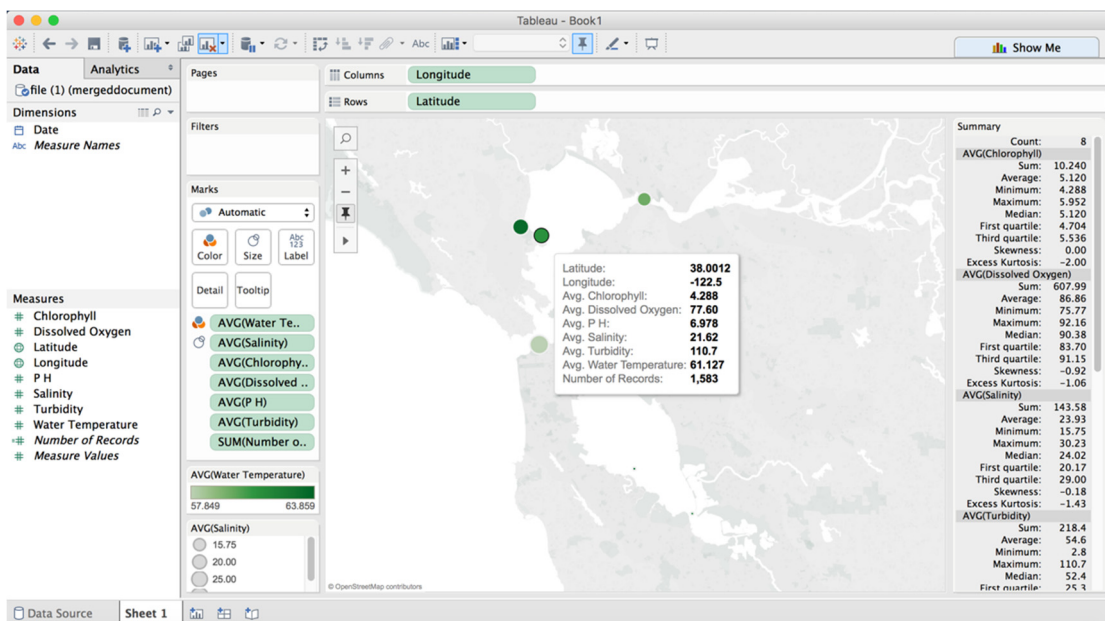 Tableau - Book1
Abc
Show Me
Data
Analytics
file (1) (mergeddocument)
Dimensions
Date
Abc Measure Names
Measures
Chlorophyll
Dissolved Oxygen
Latitude
Longitude
P H
Salinity
Turbidity
Water Temperature
Number of Records
Measure Values
Pages
Filters
Marks
Automatic
Abc
123
Color
Size
Label
Detail
Tooltip
AVG(Water Te..
AVG(Salinity)
AVG(Chlorophy..
AVG(Dissolved ..
AVG(P H)
AVG(Turbidity)
SUM(Number o..
AVG(Water Temperature)
57.849 63.859
AVG(Salinity)
15.75
20.00
25.00
Columns Longitude
Rows Latitude
Latitude: 38.0012
Longitude: -122.5
Avg. Chlorophyll: 4.288
Avg. Dissolved Oxygen: 77.60
Avg. P H: 6.978
Avg. Salinity: 21.62
Avg. Turbidity: 110.7
Avg. Water Temperature: 61.127
Number of Records: 1,583
© OpenStreetMap contributors
Summary
Count: 8
AVG(Chlorophyll)
Sum: 10.240
Average: 5.120
Minimum: 4.288
Maximum: 5.952
Median: 5.120
First quartile: 4.704
Third quartile: 5.536
Skewness: 0.00
Excess Kurtosis: -2.00
AVG(Dissolved Oxygen)
Sum: 607.99
Average: 86.86
Minimum: 75.77
Maximum: 92.16
Median: 90.38
First quartile: 83.70
Third quartile: 91.15
Skewness: -0.92
Excess Kurtosis: -1.06
AVG(Salinity)
Sum: 143.58
Average: 23.93
Minimum: 15.75
Maximum: 30.23
Median: 24.02
First quartile: 20.17
Third quartile: 29.00
Skewness: -0.18
Excess Kurtosis: -1.43
AVG(Turbidity)
Sum: 218.4
Average: 54.6
Minimum: 2.8
Maximum: 110.7
Median: 52.4
First quartile: 25.3
Data Source
Sheet 1